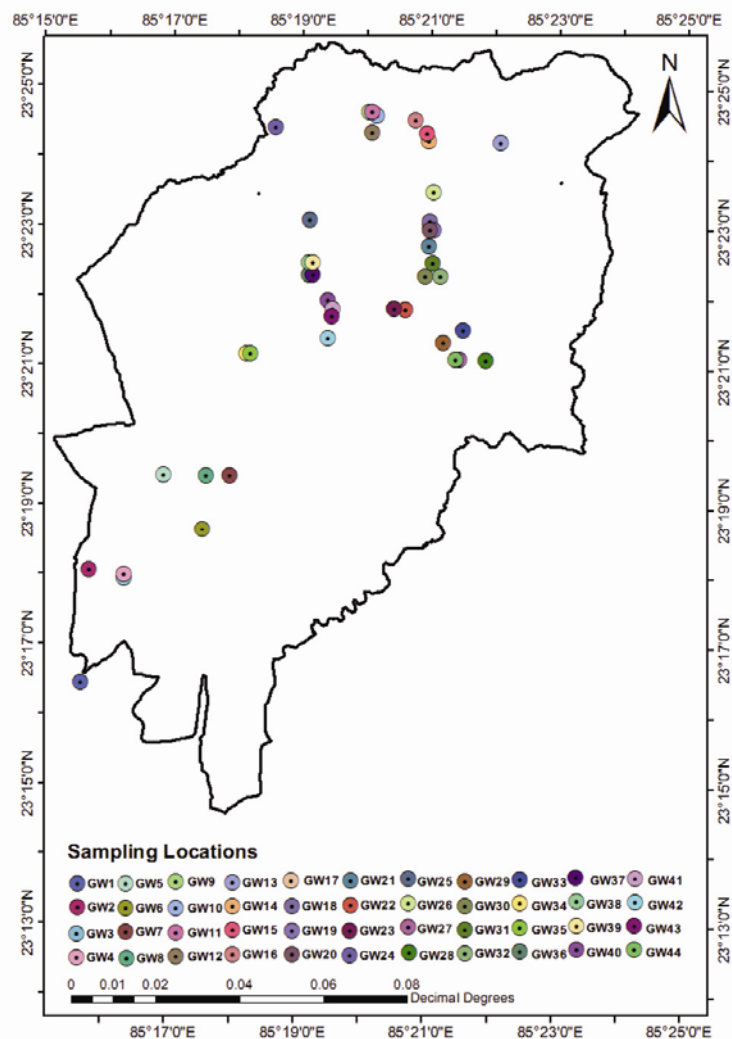 85°15'0"E 85°17'0"E 85°19'0"E 85°21'0"E 85°23'0"E 85°25'0"E
N
23°25'0"N 23°25'0"N
23°23'0"N 23°23'0"N
23°21'0"N 23°21'0"N
23°19'0"N 23°19'0"N
23°17'0"N 23°17'0"N
23°15'0"N 23°15'0"N
23°13'0"N 23°13'0"N
Sampling Locations
GW1 GW5 GW9 GW13 GW17 GW21 GW25 GW29 GW33 GW37 GW41
GW2 GW6 GW10 GW14 GW18 GW22 GW26 GW30 GW34 GW38 GW42
GW3 GW7 GW11 GW15 GW19 GW23 GW27 GW31 GW35 GW39 GW43
GW4 GW8 GW12 GW16 GW20 GW24 GW28 GW32 GW36 GW40 GW44
0 0.01 0.02 0.04 0.06 0.08
Decimal Degrees
85°17'0"E 85°19'0"E 85°21'0"E 85°23'0"E 85°25'0"E